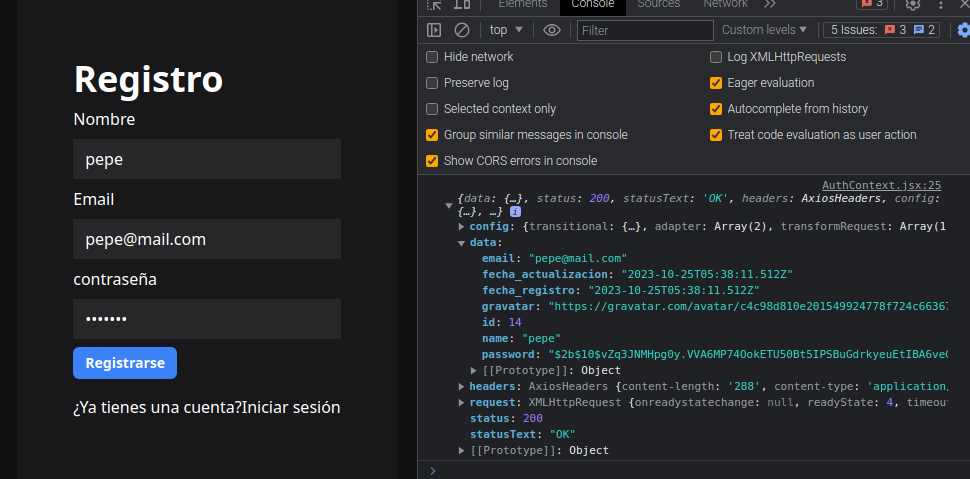 Registro
Nombre
pepe
Email
pepe@mail.com
contraseña
•••••••
Registrarse
¿Ya tienes una cuenta?Iniciar sesión
Elements Console Sources Network 3
top Filter Custom levels 5 Issues: 3 2
Hide network Log XMLHttpRequests
Preserve log Eager evaluation
Selected context only Autocomplete from history
Group similar messages in console Treat code evaluation as user action
Show CORS errors in console
AuthContext.jsx:25
{data: {…}, status: 200, statusText: 'OK', headers: AxiosHeaders, config:
{…}, …} i
config: {transitional: {…}, adapter: Array(2), transformRequest: Array(1
data:
email: "pepe@mail.com"
fecha_actualizacion: "2023-10-25T05:38:11.512Z"
fecha_registro: "2023-10-25T05:38:11.512Z"
gravatar: "https://gravatar.com/avatar/c4c98d810e201549924778f724c6636
id: 14
name: "pepe"
password: "$2b$10$vZq3JNMHpg0y.VVA6MP74OokETU50Bt5IPSBuGdrkyeuEtIBA6ve
[[Prototype]]: Object
headers: AxiosHeaders {content-length: '288', content-type: 'application,
request: XMLHttpRequest {onreadystatechange: null, readyState: 4, timeou
status: 200
statusText: "OK"
[[Prototype]]: Object